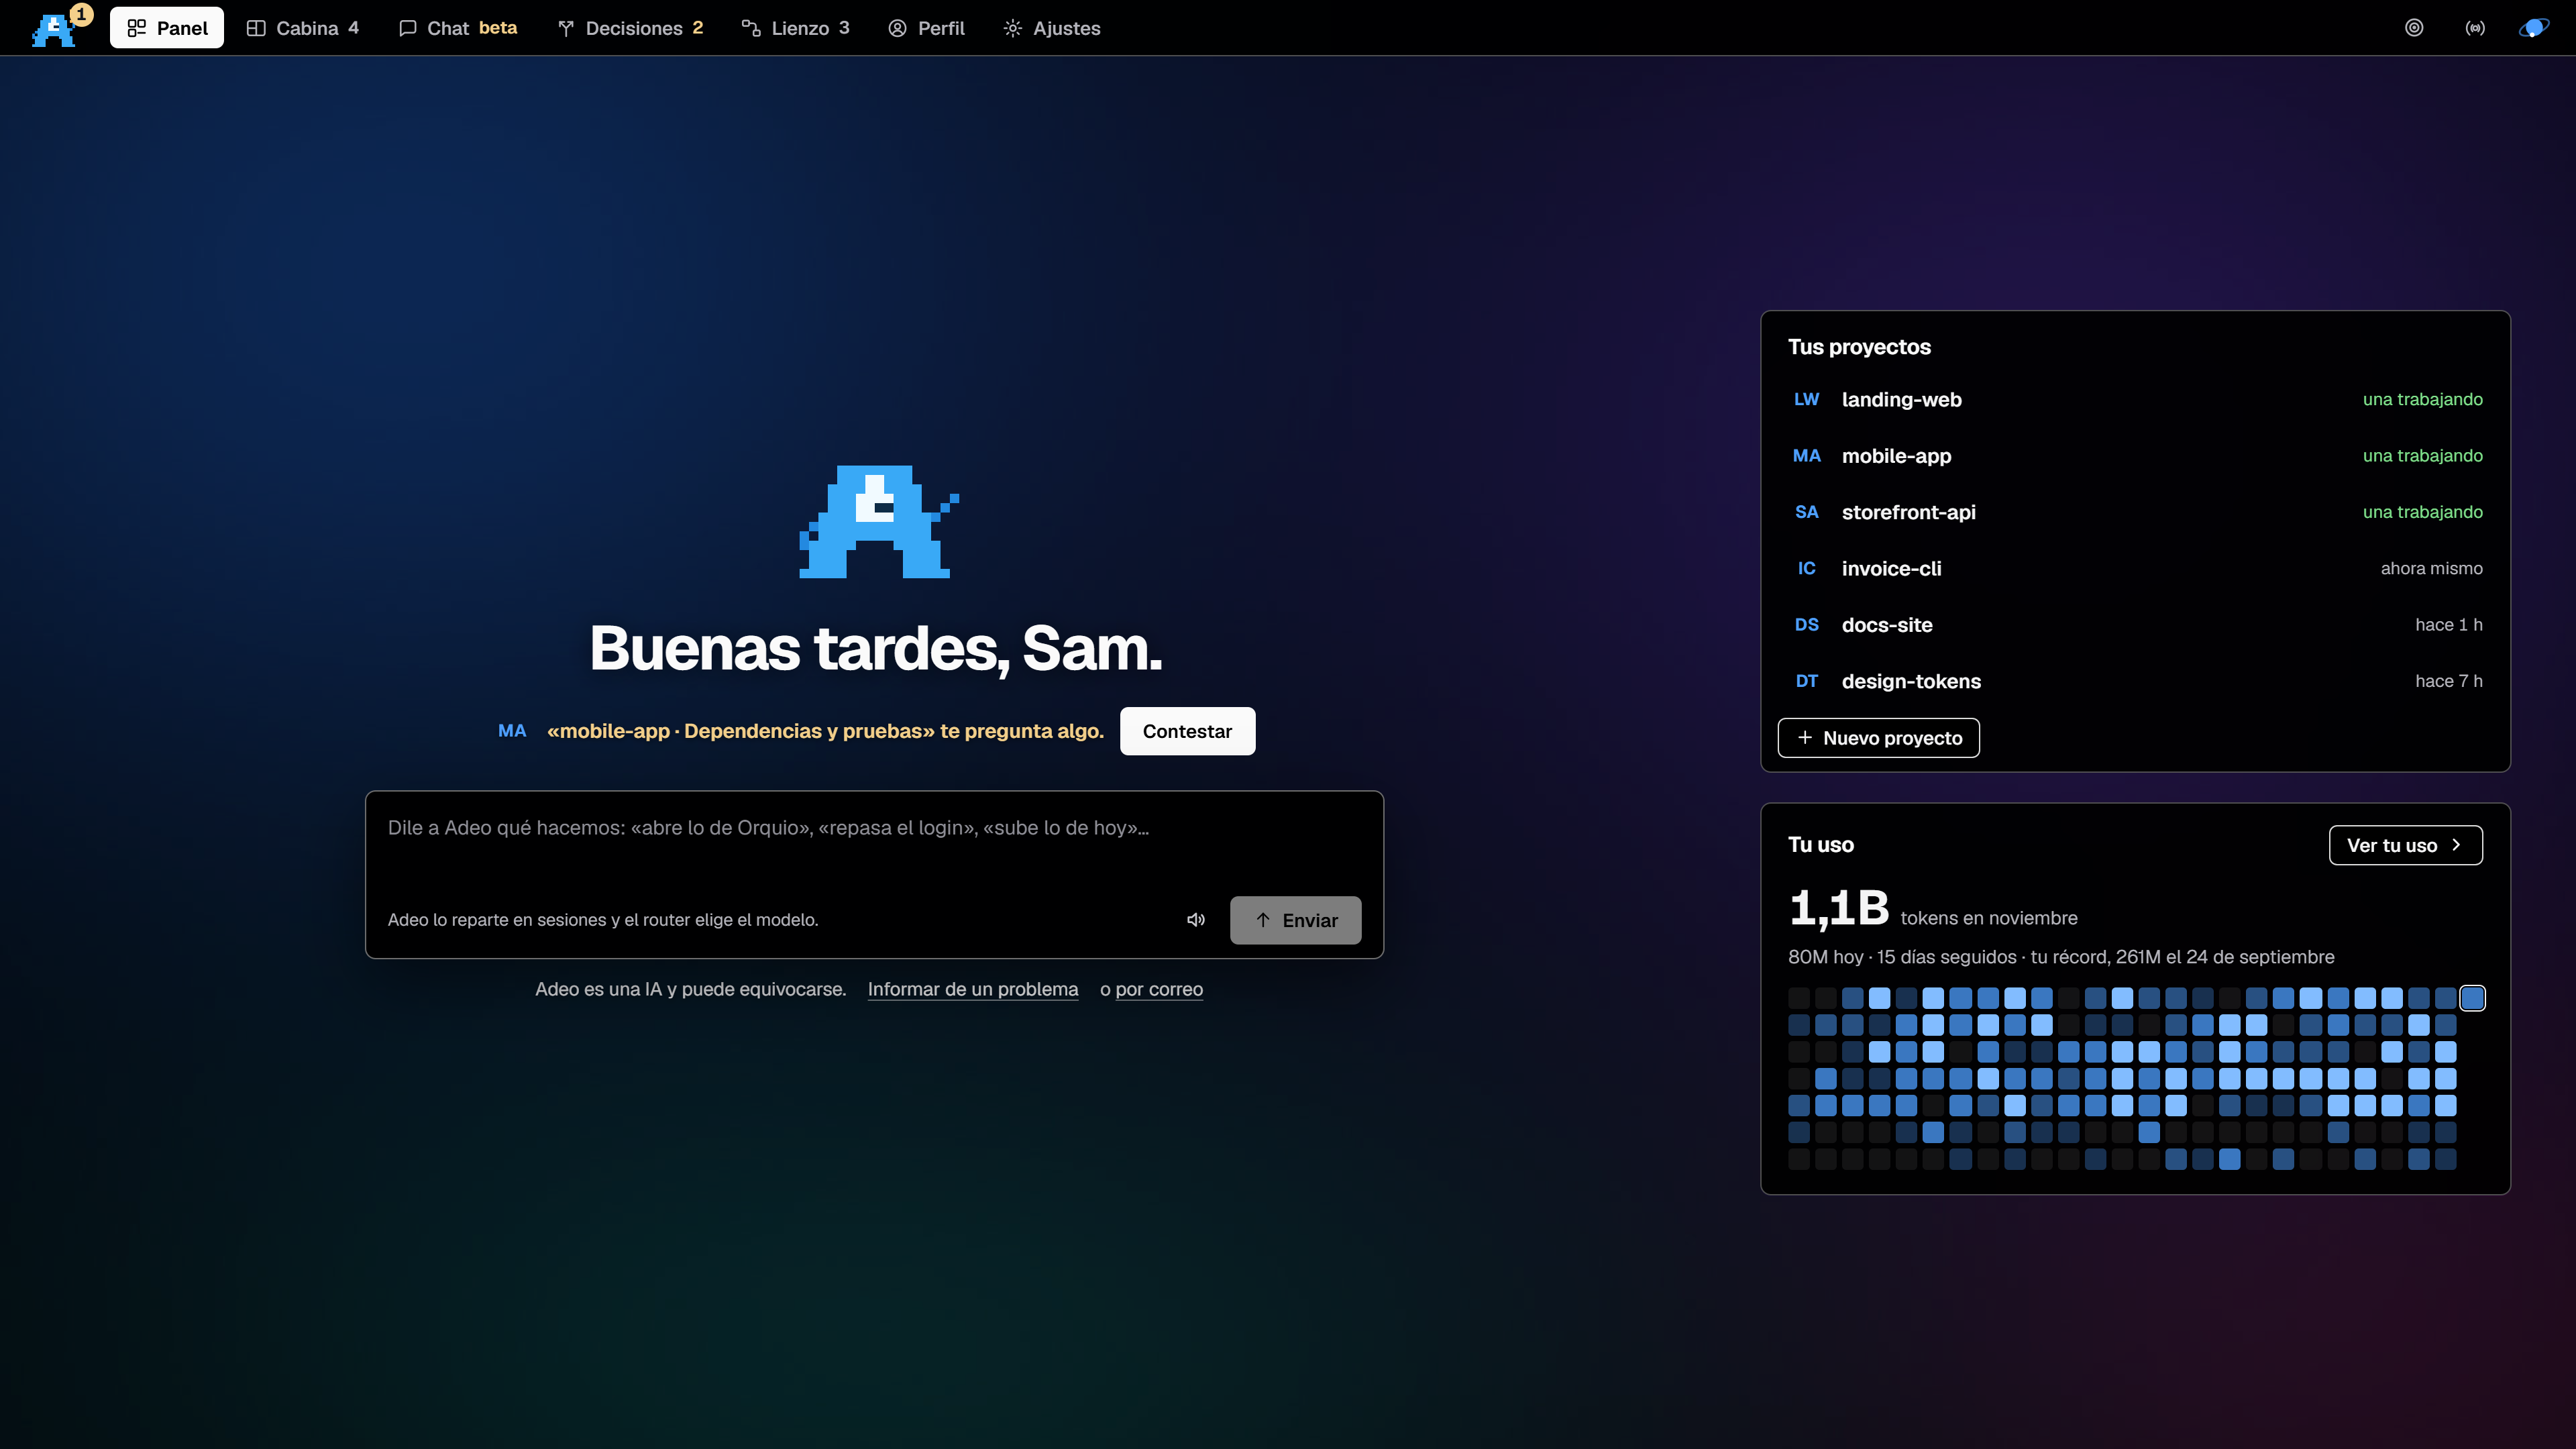 1
Panel
Cabina 4
Chat beta
Decisiones 2
Lienzo 3
Perfil
Ajustes
Buenas tardes, Sam.
MA «mobile-app · Dependencias y pruebas» te pregunta algo. Contestar
Dile a Adeo qué hacemos: «abre lo de Orquio», «repasa el login», «sube lo de hoy»...
Adeo lo reparte en sesiones y el router elige el modelo. Enviar
Adeo es una IA y puede equivocarse. Informar de un problema o por correo
Tus proyectos
LW landing-web una trabajando
MA mobile-app una trabajando
SA storefront-api una trabajando
IC invoice-cli ahora mismo
DS docs-site hace 1 h
DT design-tokens hace 7 h
Nuevo proyecto
Tu uso Ver tu uso
1,1B tokens en noviembre
80M hoy · 15 días seguidos · tu récord, 261M el 24 de septiembre